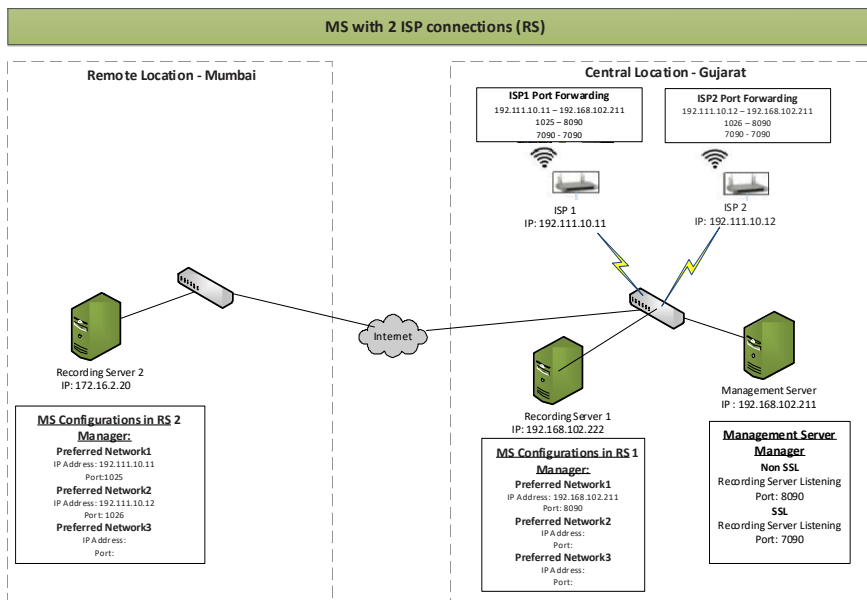 MS with 2 ISP connections (RS)
Remote Location - Mumbai
Recording Server 2
IP: 172.16.2.20
MS Configurations in RS 2
Manager:
Preferred Network1
IP Address: 192.111.10.11
Port:1025
Preferred Network2
IP Address: 192.111.10.12
Port: 1026
Preferred Network3
IP Address:
Port:
Internet
Central Location - Gujarat
ISP1 Port Forwarding
192.111.10.11 – 192.168.102.211
1025 – 8090
7090 - 7090
ISP2 Port Forwarding
192.111.10.12 – 192.168.102.211
1026 – 8090
7090 - 7090
ISP 1
IP: 192.111.10.11
ISP 2
IP: 192.111.10.12
Recording Server 1
IP: 192.168.102.222
MS Configurations in RS 1
Manager:
Preferred Network1
IP Address: 192.168.102.211
Port: 8090
Preferred Network2
IP Address:
Port:
Preferred Network3
IP Address:
Port:
Management Server
IP : 192.168.102.211
Management Server
Manager
Non SSL
Recording Server Listening
Port: 8090
SSL
Recording Server Listening
Port: 7090